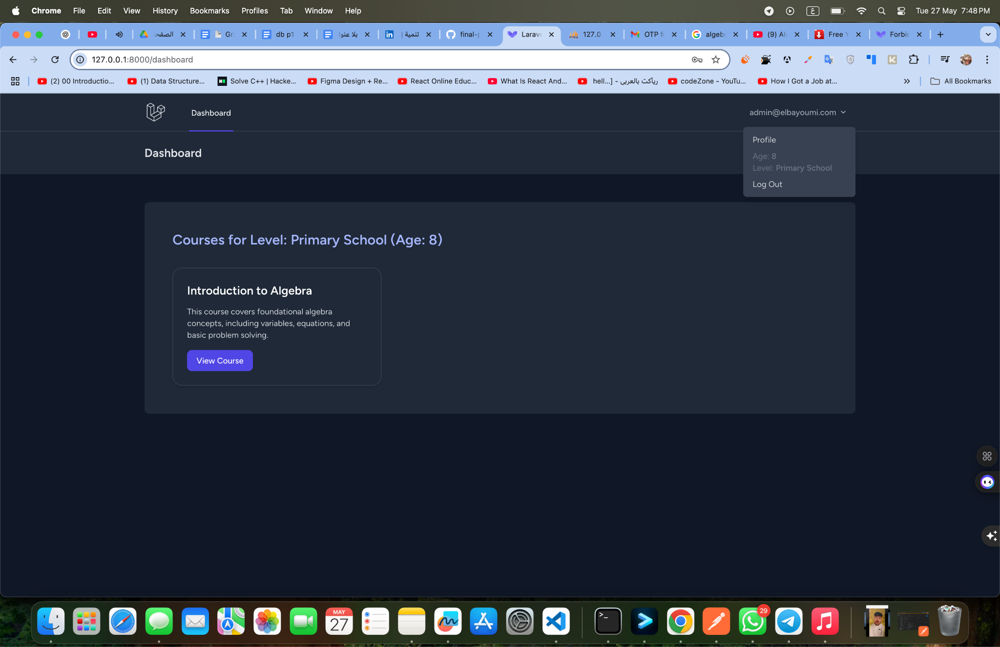 Chrome File Edit View History Bookmarks Profiles Tab Window Help
ع
Tue 27 May 7:48 PM
الصفح
Gr
db p1
بلا عنوا
تنمية |
final-p
Larave
127.0.
OTP f
algeb
(9) Al
Free Y
Forbi
127.0.0.1:8000/dashboard
(2) 00 Introductio...
(1) Data Structure...
Solve C++ | Hacke...
Figma Design + Re...
React Online Educ...
What Is React And...
hell...] - رياكت بالعربى
codeZone - YouTu...
How I Got a Job at...
All Bookmarks
Dashboard
admin@elbayoumi.com
Profile
Age: 8
Level: Primary School
Log Out
Dashboard
Courses for Level: Primary School (Age: 8)
Introduction to Algebra
This course covers foundational algebra
concepts, including variables, equations, and
basic problem solving.
View Course
MAY
27
29